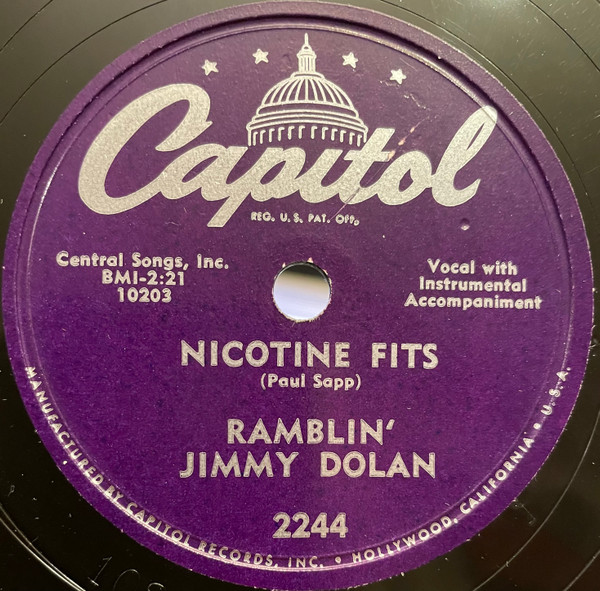 Capitol
REG. U.S. PAT. OFF.
Central Songs, Inc.
BMI-2:21
10203
Vocal with
Instrumental
Accompaniment
NICOTINE FITS
(Paul Sapp)
RAMBLIN'
JIMMY DOLAN
2244
MANUFACTURED BY CAPITOL RECORDS, INC. • HOLLYWOOD, CALIFORNIA • U.S.A.